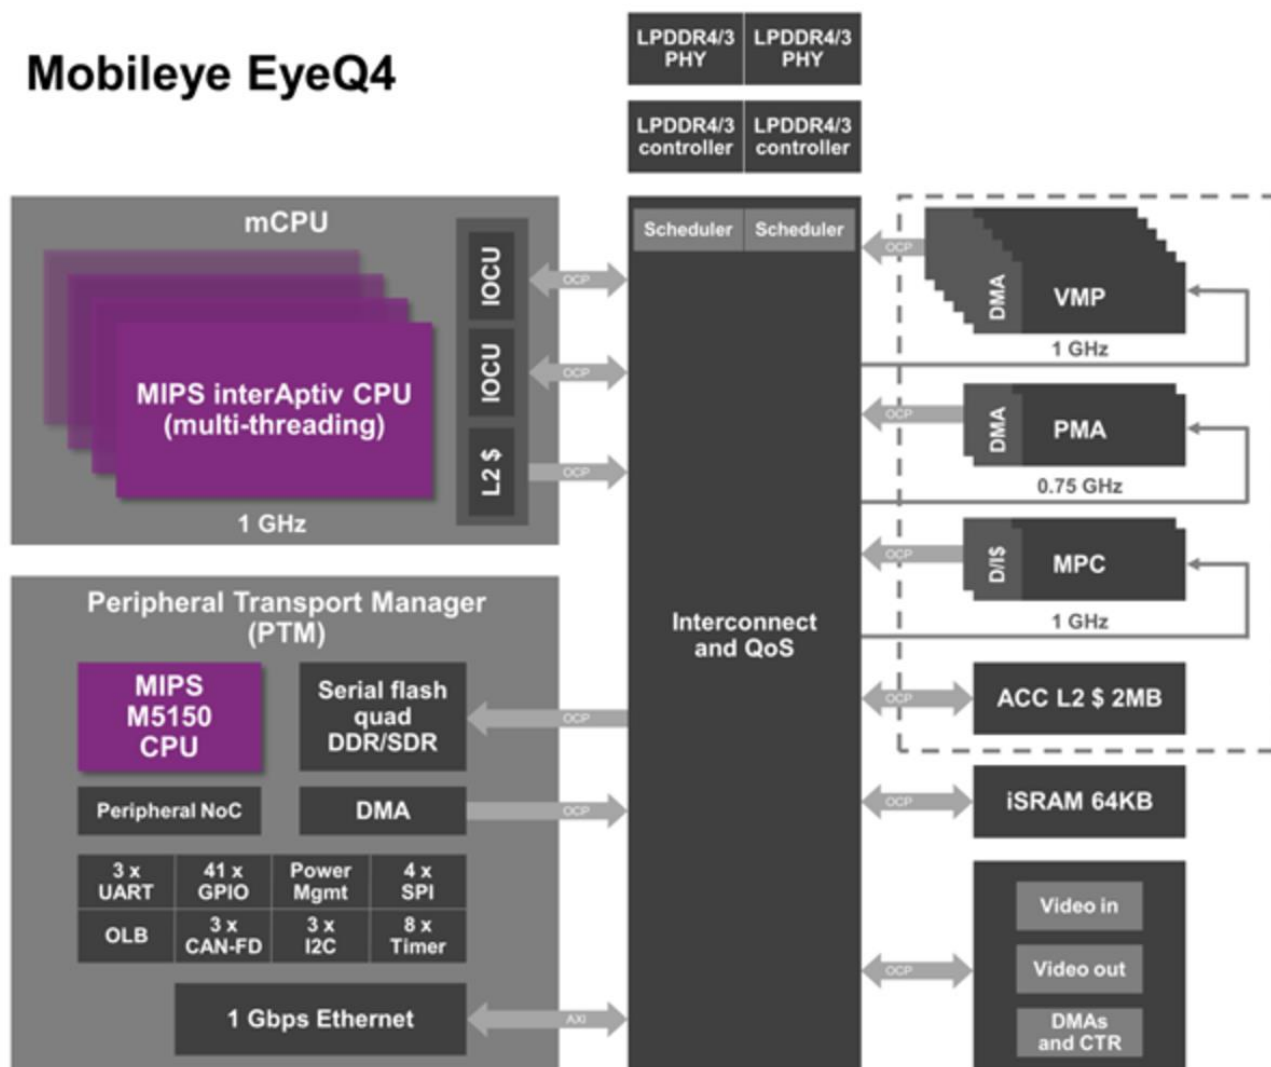 Mobileye EyeQ4
LPDDR4/3
PHY
LPDDR4/3
PHY
LPDDR4/3
controller
LPDDR4/3
controller
mCPU
MIPS interAptiv CPU
(multi-threading)
1 GHz
IOCU
IOCU
L2 $
OCP
OCP
OCP
Scheduler
Scheduler
Interconnect
and QoS
OCP
DMA
VMP
1 GHz
OCP
DMA
PMA
0.75 GHz
OCP
D/I$
MPC
1 GHz
OCP
ACC L2 $ 2MB
OCP
iSRAM 64KB
OCP
Video in
Video out
DMAs
and CTR
Peripheral Transport Manager
(PTM)
MIPS
M5150
CPU
Serial flash
quad
DDR/SDR
OCP
Peripheral NoC
DMA
OCP
3 x
UART
41 x
GPIO
Power
Mgmt
4 x
SPI
OLB
3 x
CAN-FD
3 x
I2C
8 x
Timer
1 Gbps Ethernet
AXI